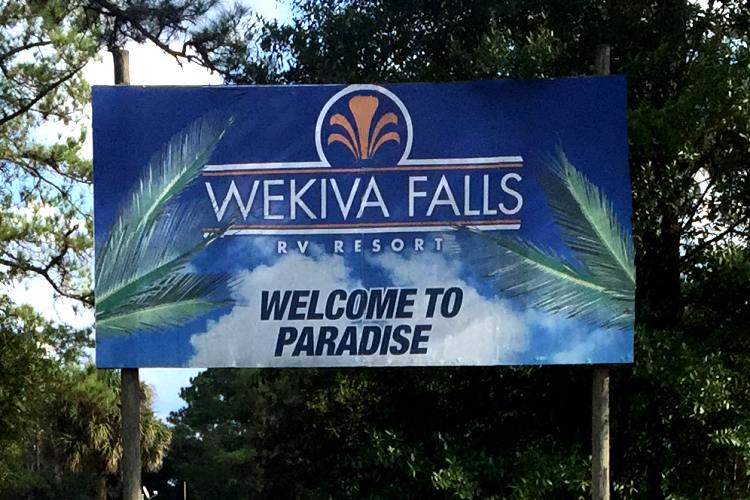 WEKIVA FALLS
RV RESORT
WELCOME TO
PARADISE